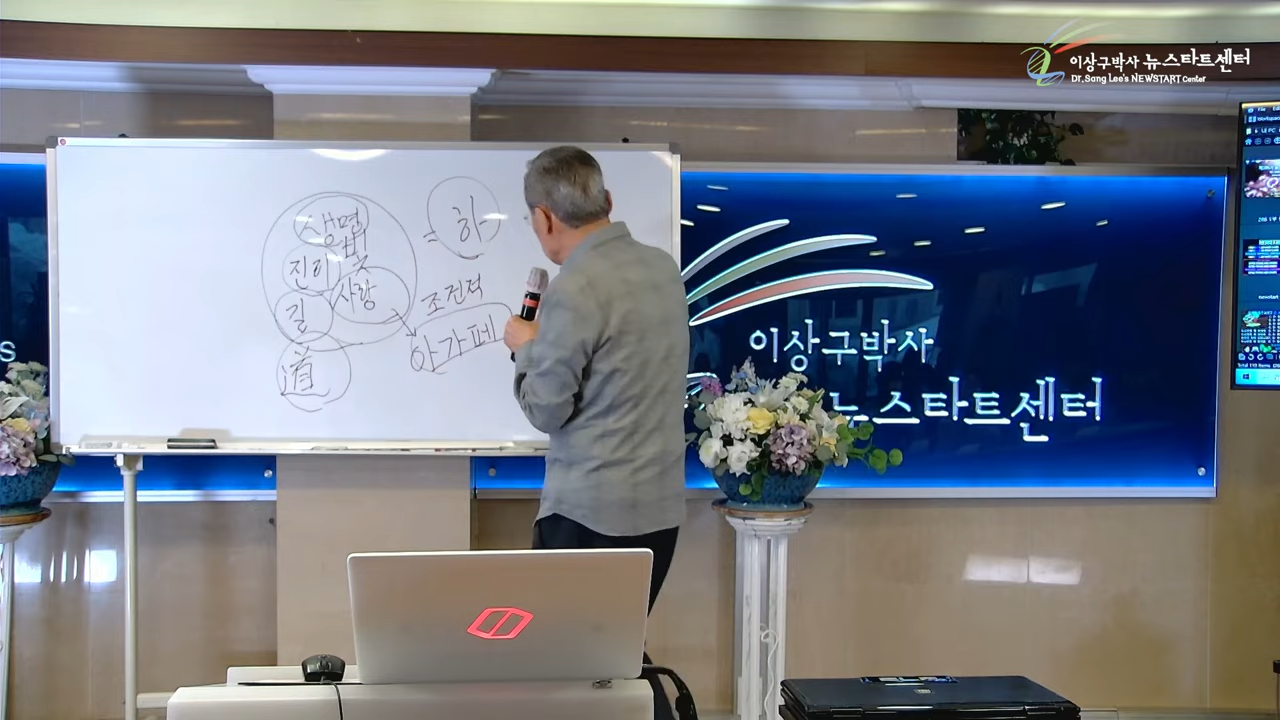 이상구박사 뉴스타트센터
Dr. Sang Lee's NEWSTART Center
생명
빛
= 하
진리
사랑
길
조건적
아가페
道
이상구박사
뉴스타트센터
S